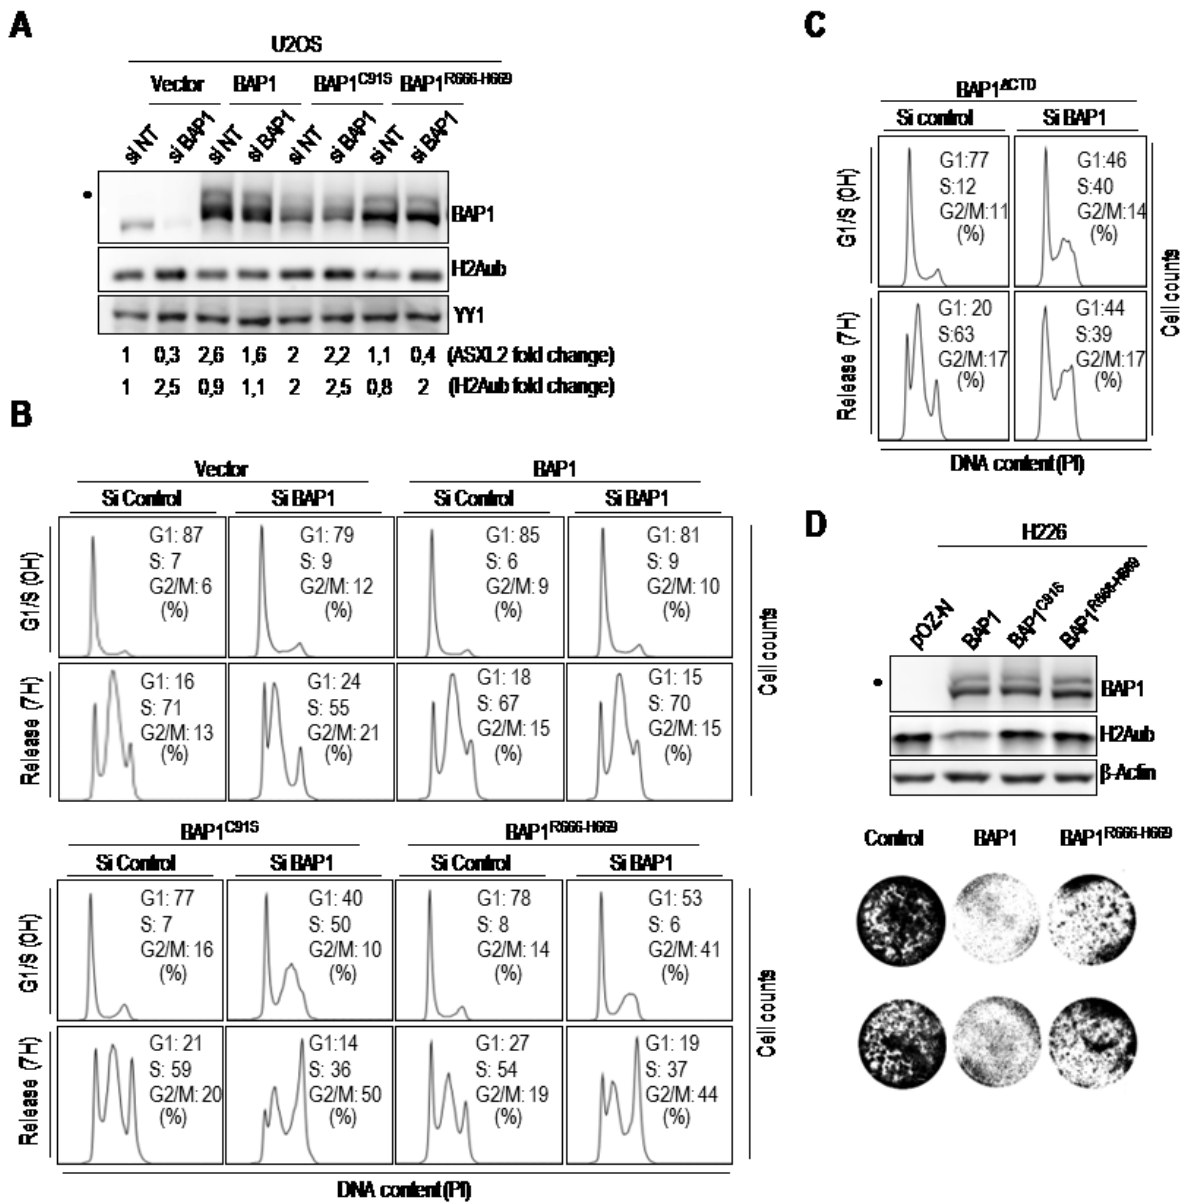 A
U2OS
Vector BAP1 BAP1C91S BAP1R666-H669
si NT si BAP1 si NT si BAP1 si NT si BAP1 si NT si BAP1
BAP1
H2Aub
YY1
1 0,3 2,6 1,6 2 2,2 1,1 0,4 (ASXL2 fold change)
1 2,5 0,9 1,1 2 2,5 0,8 2 (H2Aub fold change)
B
Vector BAP1
Si Control Si BAP1 Si Control Si BAP1
G1/S (0H)
G1: 87
S: 7
G2/M: 6
(%)
G1: 79
S: 9
G2/M: 12
(%)
G1: 85
S: 6
G2/M: 9
(%)
G1: 81
S: 9
G2/M: 10
(%)
Release (7H)
G1: 16
S: 71
G2/M: 13
(%)
G1: 24
S: 55
G2/M: 21
(%)
G1: 18
S: 67
G2/M: 15
(%)
G1: 15
S: 70
G2/M: 15
(%)
Cell counts
BAP1C91S BAP1R666-H669
Si Control Si BAP1 Si Control Si BAP1
G1/S (0H)
G1: 77
S: 7
G2/M: 16
(%)
G1: 40
S: 50
G2/M: 10
(%)
G1: 78
S: 8
G2/M: 14
(%)
G1: 53
S: 6
G2/M: 41
(%)
Release (7H)
G1: 21
S: 59
G2/M: 20
(%)
G1:14
S: 36
G2/M: 50
(%)
G1: 27
S: 54
G2/M: 19
(%)
G1: 19
S: 37
G2/M: 44
(%)
Cell counts
DNA content (PI)
C
BAP1ΔCTD
Si control Si BAP1
G1/S (0H)
G1:77
S:12
G2/M:11
(%)
G1:46
S:40
G2/M:14
(%)
Release (7H)
G1: 20
S:63
G2/M:17
(%)
G1:44
S:39
G2/M:17
(%)
Cell counts
DNA content (PI)
D
H226
pOZ-N BAP1 BAP1C91S BAP1R666-H669
BAP1
H2Aub
β-Actin
Control BAP1 BAP1R666-H669